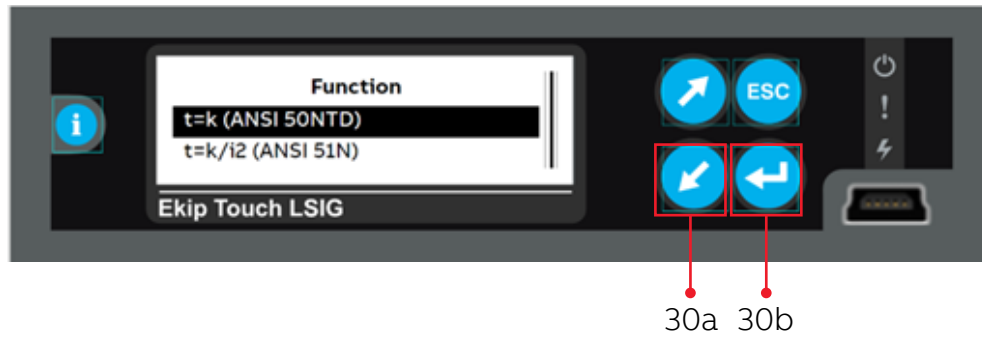 Function
t=k (ANSI 50NTD)
t=k/i2 (ANSI 51N)
Ekip Touch LSIG
i
ESC
!
30a 30b